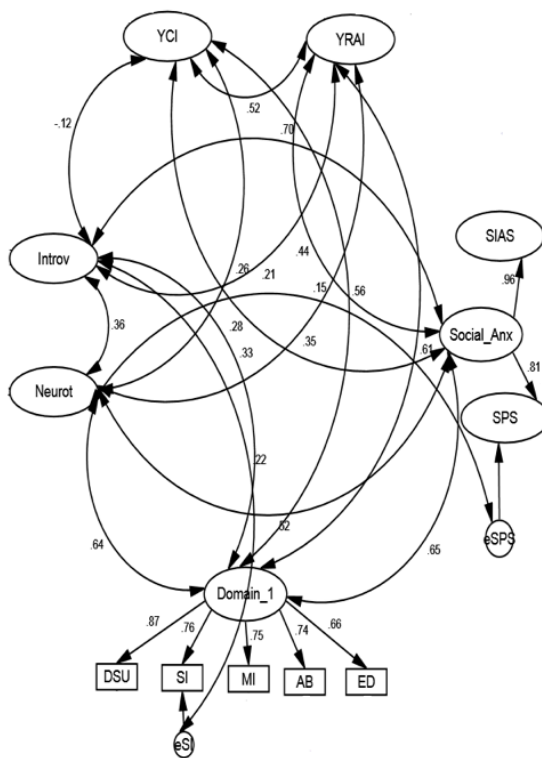 YCI
YRAI
.52
-.12
.70
Introv
SIAS
.26
.21
.44
.15
.56
.96
Social_Anx
.36
.28
.33
.35
.61
Neurot
.81
SPS
.22
.52
eSPS
.64
.65
Domain_1
.87
.76
.75
.74
.66
DSU
SI
MI
AB
ED
eSI